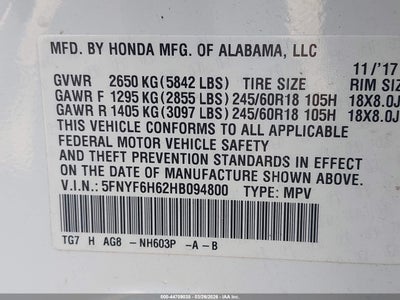 MFD. BY HONDA MFG. OF ALABAMA, LLC
11/'17
GVWR 2650 KG(5842 LBS) TIRE SIZE RIM SIZ
GAWR F 1295 KG(2855 LBS) 245/60R18 105H 18X8.0J
GAWR R 1405 KG(3097 LBS) 245/60R18 105H 18X8.0J
THIS VEHICLE CONFORMS TO ALL APPLICABLE
FEDERAL MOTOR VEHICLE SAFETY
AND THEFT PREVENTION STANDARDS IN EFFECT
ON THE DATE OF MANUFACTURE SHOWN ABOVE.
V.I.N.: 5FNYF6H62HB094800 TYPE: MPV
TG7 H AG8 -NH603P -A -B